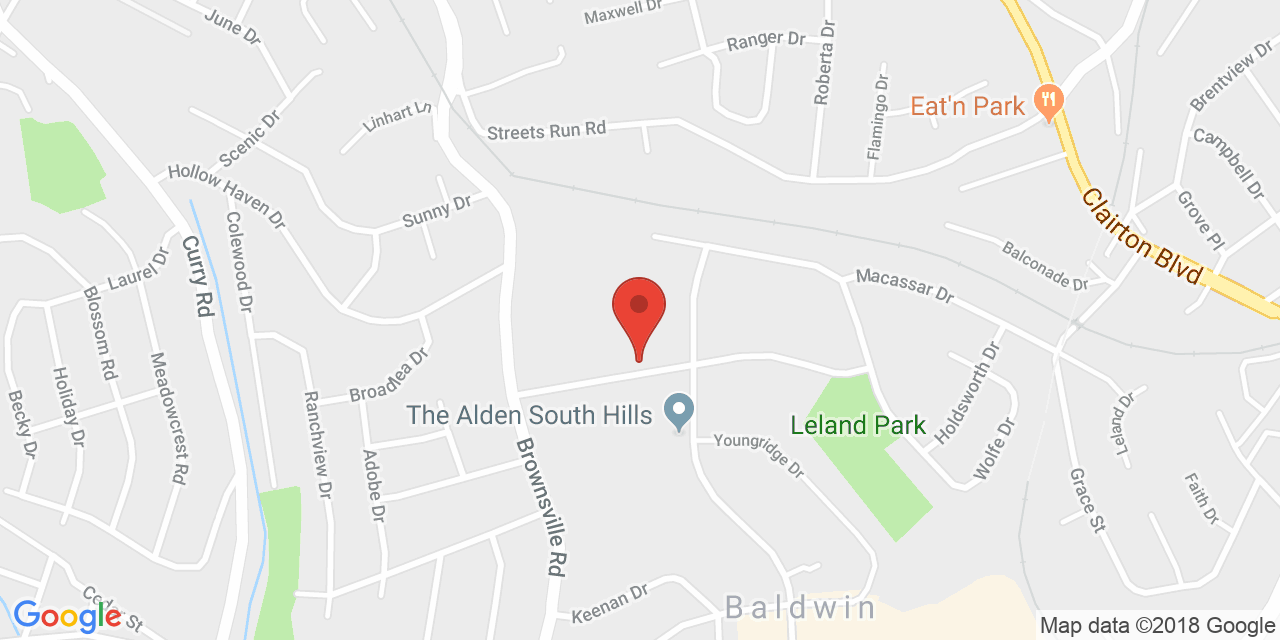 Maxwell Dr
June Dr
Ranger Dr
Roberta Dr
Brentview Dr
Flamingo Dr
Eat'n Park
Linhart Ln
Scenic Dr
Streets Run Rd
Campbell Dr
Hollow Haven Dr
Sunny Dr
Grove Pl
Clairton Blvd
Colewood Dr
Curry Rd
Laurel Dr
Balconade Dr
Macassar Dr
Blossom Rd
Meadowcrest Rd
Holiday Dr
Becky Dr
Broadlea Dr
Ranchview Dr
Adobe Dr
The Alden South Hills
Leland Park
Holdsworth Dr
Wolfe Dr
Leland Dr
Youngridge Dr
Brownsville Rd
Grace St
Faith Dr
Keenan Dr
Baldwin
Google
Map data ©2018 Google